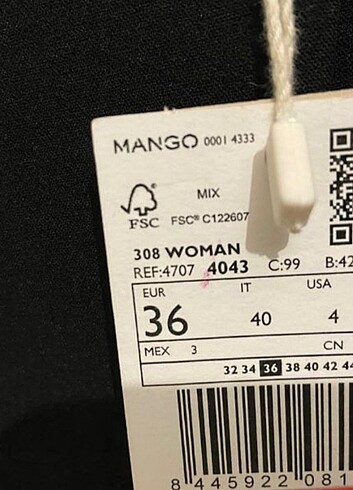 MANGO 0001 4333
MIX
FSC FSC® C122607
308 WOMAN
REF:4707 4043 C:99 B:42
EUR IT USA
36 40 4
MEX 3 CN
32 34 36 38 40 42 44
8 445922 081